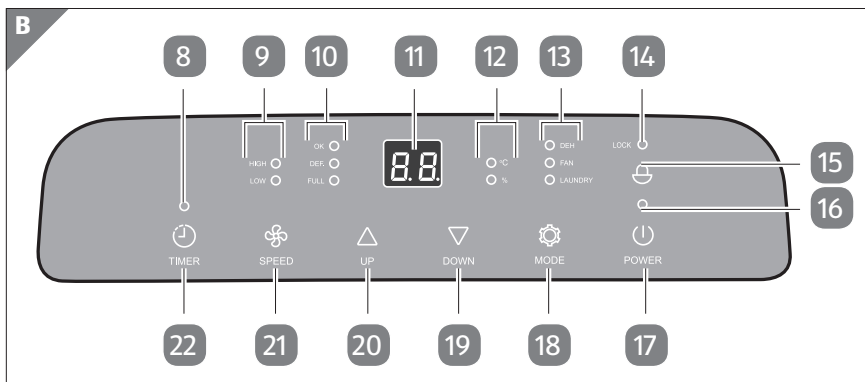 B
8 9 10 11 12 13 14
OK DEH LOCK
HIGH DEF. 8.8. °C FAN
LOW FULL % LAUNDRY
15
16
TIMER SPEED UP DOWN MODE POWER
22 21 20 19 18 17